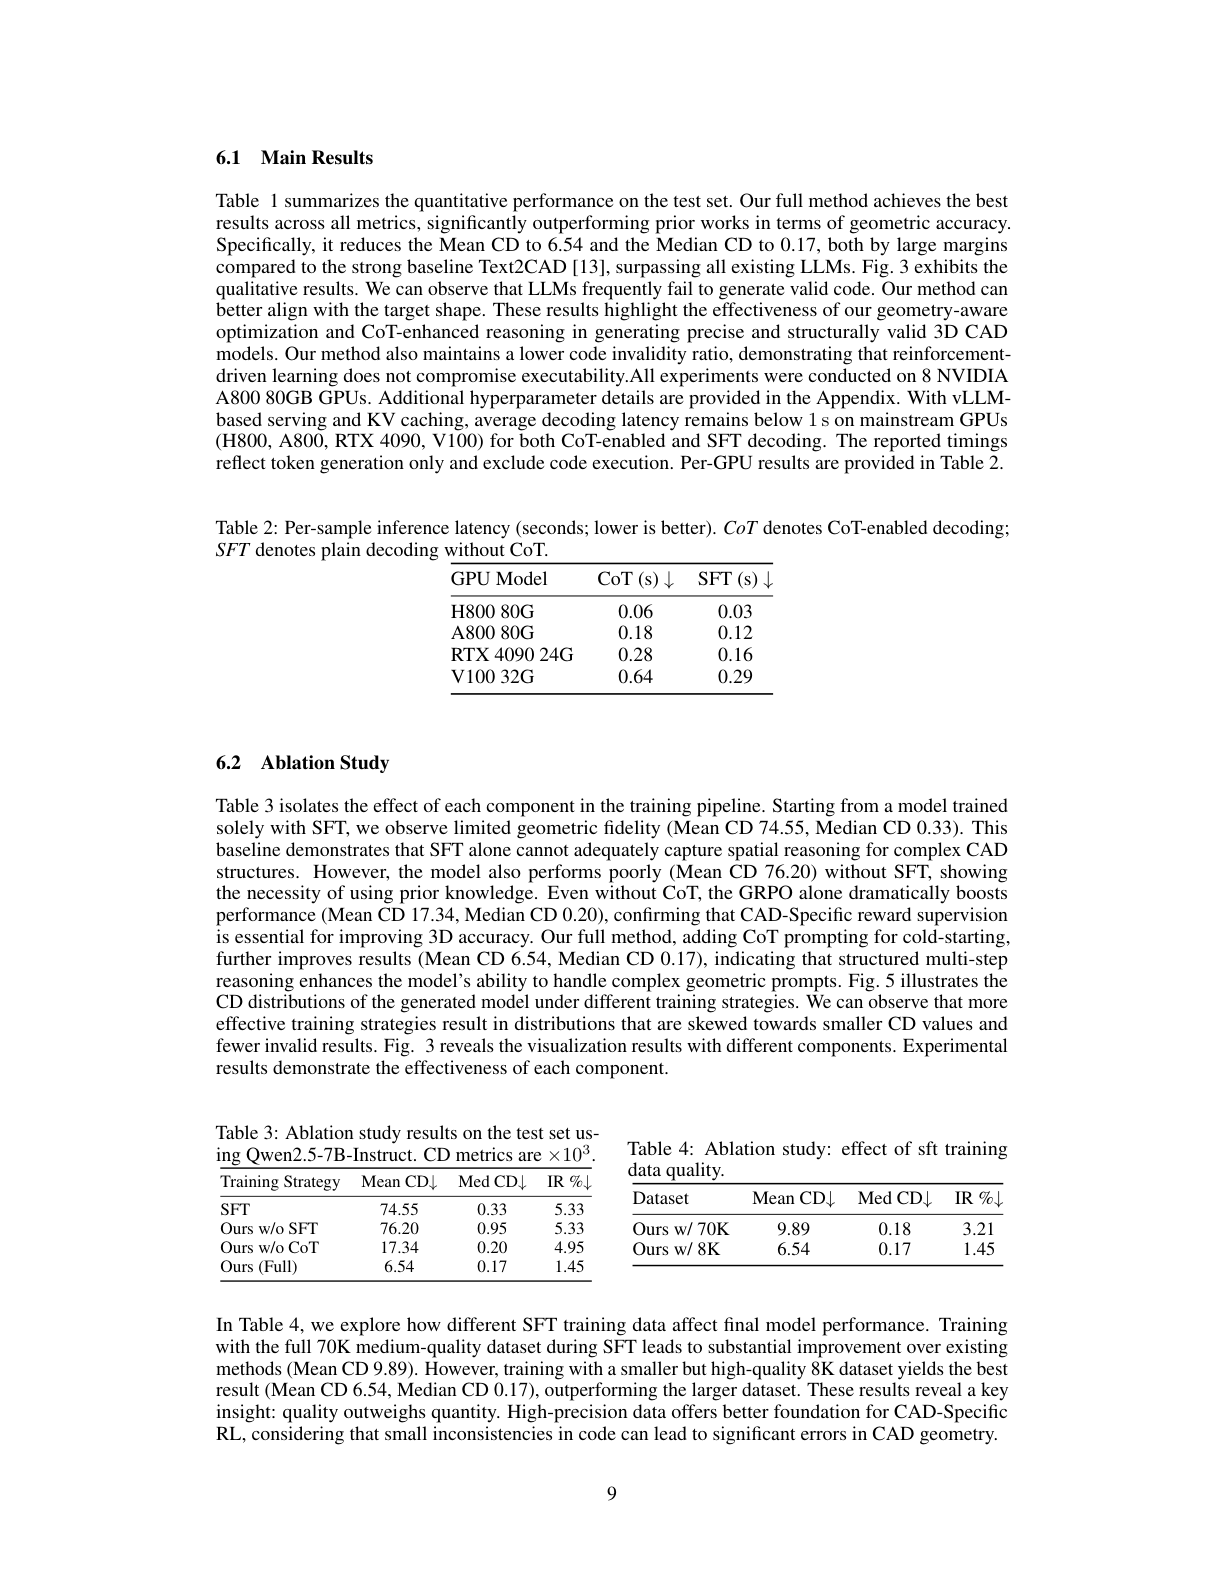 6.1 Main Results
Table 1 summarizes the quantitative performance on the test set. Our full method achieves the best
results across all metrics, significantly outperforming prior works in terms of geometric accuracy.
Specifically, it reduces the Mean CD to 6.54 and the Median CD to 0.17, both by large margins
compared to the strong baseline Text2CAD [13], surpassing all existing LLMs. Fig. 3 exhibits the
qualitative results. We can observe that LLMs frequently fail to generate valid code. Our method can
better align with the target shape. These results highlight the effectiveness of our geometry-aware
optimization and CoT-enhanced reasoning in generating precise and structurally valid 3D CAD
models. Our method also maintains a lower code invalidity ratio, demonstrating that reinforcement-
driven learning does not compromise executability.All experiments were conducted on 8 NVIDIA
A800 80GB GPUs. Additional hyperparameter details are provided in the Appendix. With vLLM-
based serving and KV caching, average decoding latency remains below 1 s on mainstream GPUs
(H800, A800, RTX 4090, V100) for both CoT-enabled and SFT decoding. The reported timings
reflect token generation only and exclude code execution. Per-GPU results are provided in Table 2.
Table 2: Per-sample inference latency (seconds; lower is better). CoT denotes CoT-enabled decoding;
SFT denotes plain decoding without CoT.
GPU Model CoT (s) ↓ SFT (s) ↓
H800 80G 0.06 0.03
A800 80G 0.18 0.12
RTX 4090 24G 0.28 0.16
V100 32G 0.64 0.29
6.2 Ablation Study
Table 3 isolates the effect of each component in the training pipeline. Starting from a model trained
solely with SFT, we observe limited geometric fidelity (Mean CD 74.55, Median CD 0.33). This
baseline demonstrates that SFT alone cannot adequately capture spatial reasoning for complex CAD
structures. However, the model also performs poorly (Mean CD 76.20) without SFT, showing
the necessity of using prior knowledge. Even without CoT, the GRPO alone dramatically boosts
performance (Mean CD 17.34, Median CD 0.20), confirming that CAD-Specific reward supervision
is essential for improving 3D accuracy. Our full method, adding CoT prompting for cold-starting,
further improves results (Mean CD 6.54, Median CD 0.17), indicating that structured multi-step
reasoning enhances the model's ability to handle complex geometric prompts. Fig. 5 illustrates the
CD distributions of the generated model under different training strategies. We can observe that more
effective training strategies result in distributions that are skewed towards smaller CD values and
fewer invalid results. Fig. 3 reveals the visualization results with different components. Experimental
results demonstrate the effectiveness of each component.
Table 3: Ablation study results on the test set us-
ing Qwen2.5-7B-Instruct. CD metrics are ×10³.
Training Strategy Mean CD↓ Med CD↓ IR %↓
SFT 74.55 0.33 5.33
Ours w/o SFT 76.20 0.95 5.33
Ours w/o CoT 17.34 0.20 4.95
Ours (Full) 6.54 0.17 1.45
Table 4: Ablation study: effect of sft training
data quality.
Dataset Mean CD↓ Med CD↓ IR %↓
Ours w/ 70K 9.89 0.18 3.21
Ours w/ 8K 6.54 0.17 1.45
In Table 4, we explore how different SFT training data affect final model performance. Training
with the full 70K medium-quality dataset during SFT leads to substantial improvement over existing
methods (Mean CD 9.89). However, training with a smaller but high-quality 8K dataset yields the best
result (Mean CD 6.54, Median CD 0.17), outperforming the larger dataset. These results reveal a key
insight: quality outweighs quantity. High-precision data offers better foundation for CAD-Specific
RL, considering that small inconsistencies in code can lead to significant errors in CAD geometry.
9